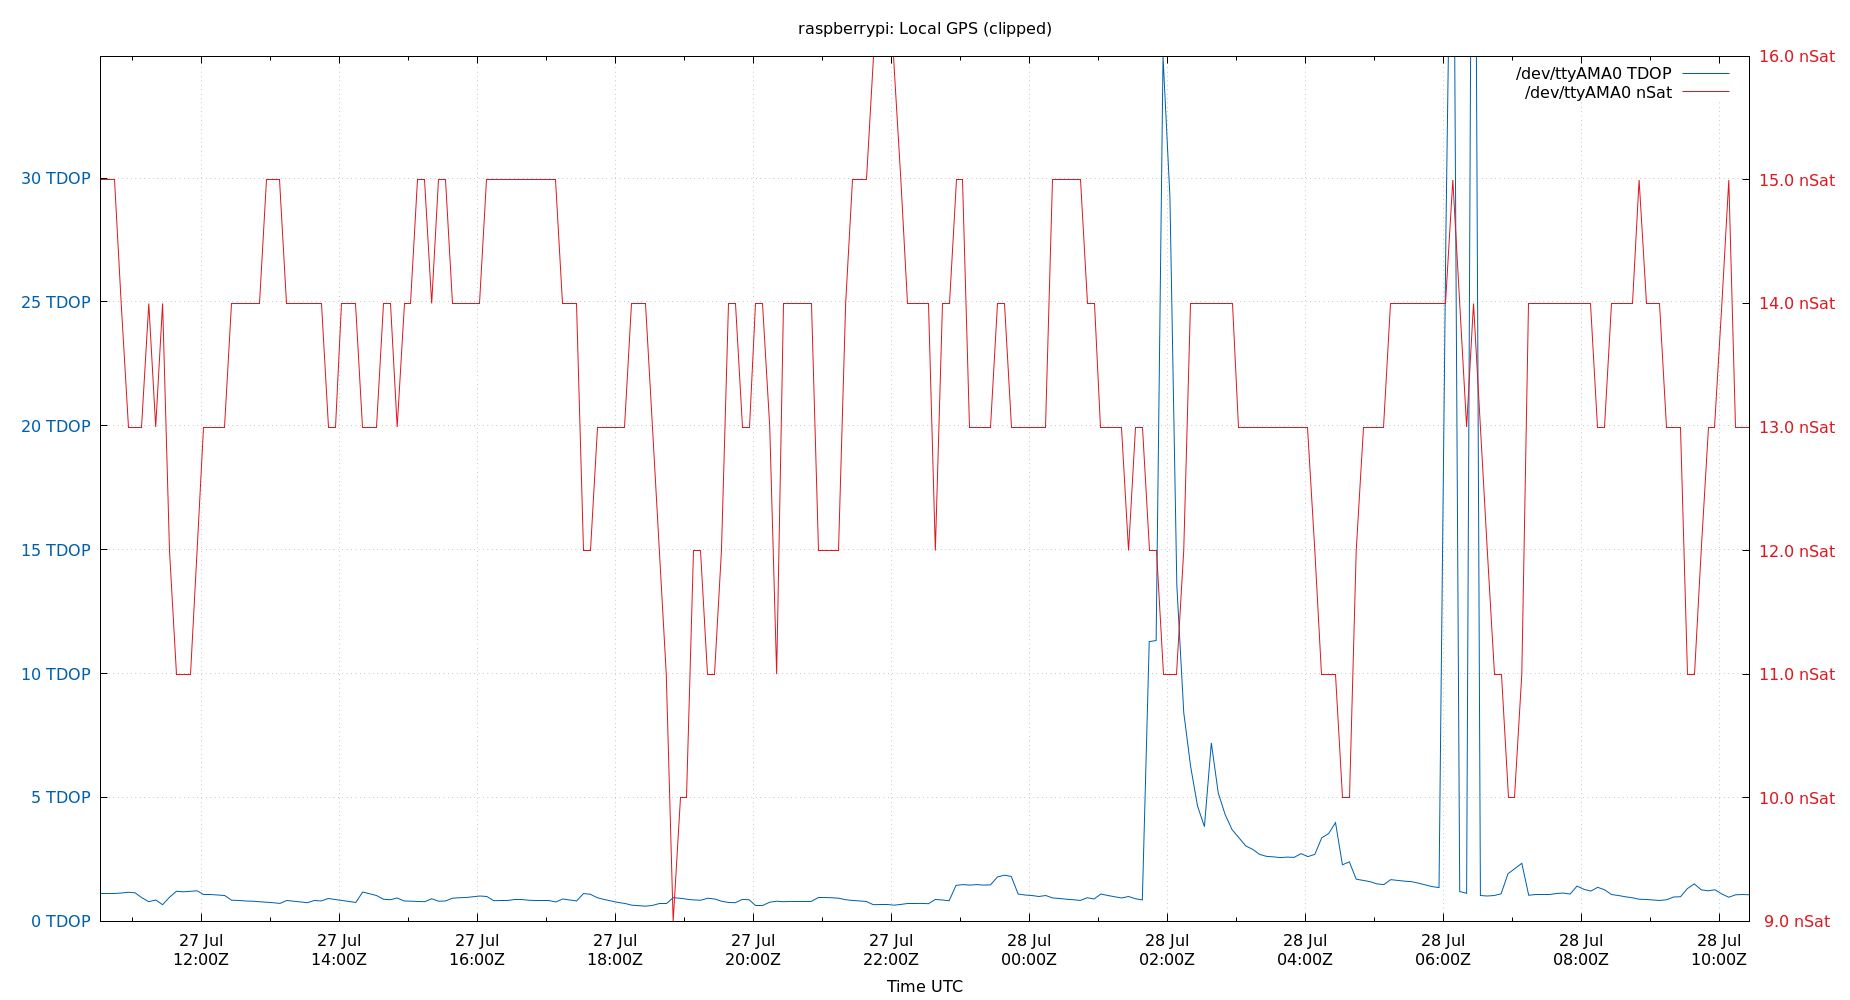 raspberrypi: Local GPS (clipped)
16.0 nSat
/dev/ttyAMA0 TDOP
/dev/ttyAMA0 nSat
30 TDOP
15.0 nSat
25 TDOP
14.0 nSat
20 TDOP
13.0 nSat
15 TDOP
12.0 nSat
10 TDOP
11.0 nSat
5 TDOP
10.0 nSat
0 TDOP
9.0 nSat
27 Jul 27 Jul 27 Jul 27 Jul 27 Jul 27 Jul 28 Jul 28 Jul 28 Jul 28 Jul 28 Jul 28 Jul
12:00Z 14:00Z 16:00Z 18:00Z 20:00Z 22:00Z 00:00Z 02:00Z 04:00Z 06:00Z 08:00Z 10:00Z
Time UTC